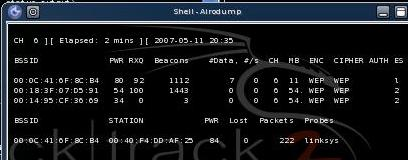 Shell - Airodump
CH 6 ][ Elapsed: 2 mins ][ 2007-05-11 20:35
BSSID PWR RXQ Beacons #Data, #/s CH MB ENC CIPHER AUTH ES
00:0C:41:6F:8C:B4 80 92 1112 7 0 6 11 WEP WEP l
00:18:3F:07:D5:91 54 100 1443 0 0 6 54. WEP WEP 2
00:14:95:CF:36:69 34 0 3 0 0 6 54. WEP WEP 2
BSSID STATION PWR Lost Packets Probes
00:0C:41:6F:8C:B4 00:40:F4:DD:AF:25 84 0 222 linksys